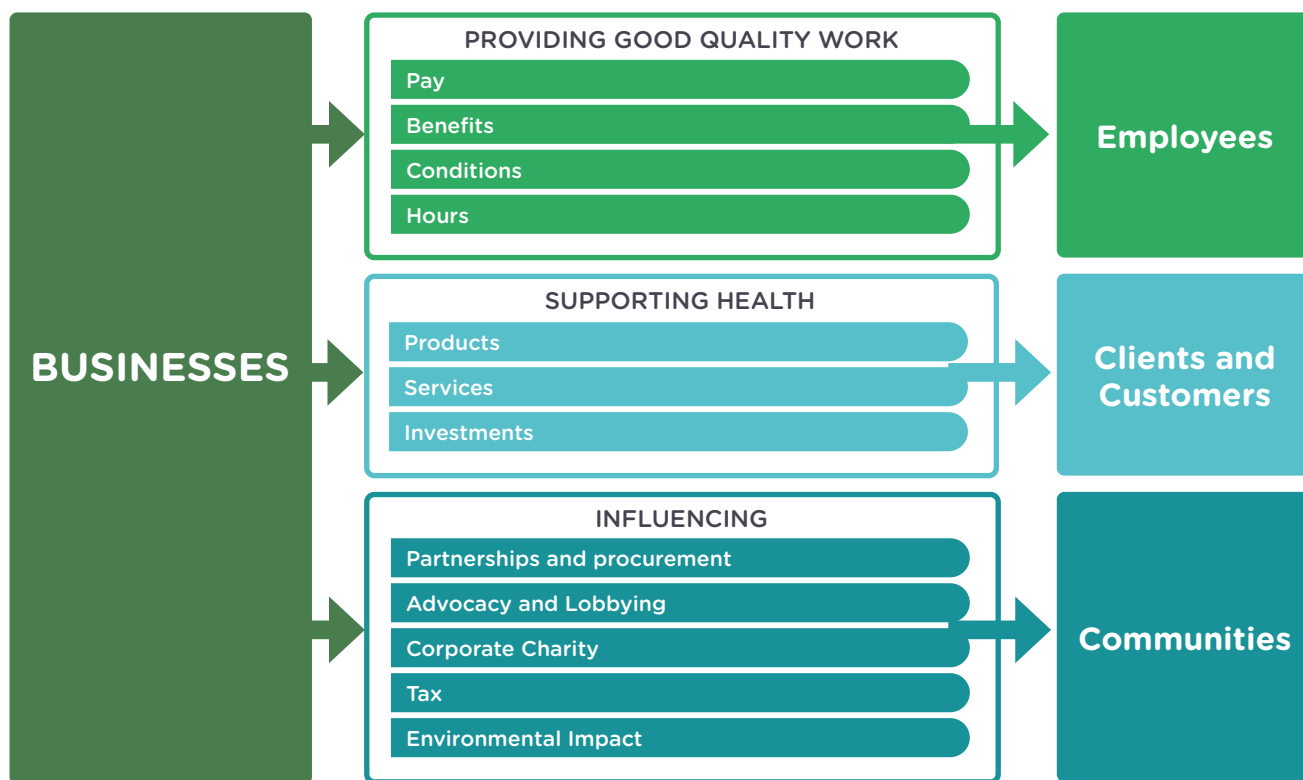 BUSINESSES
PROVIDING GOOD QUALITY WORK
Pay
Benefits
Conditions
Hours
Employees
SUPPORTING HEALTH
Products
Services
Investments
Clients and
Customers
INFLUENCING
Partnerships and procurement
Advocacy and Lobbying
Corporate Charity
Tax
Environmental Impact
Communities